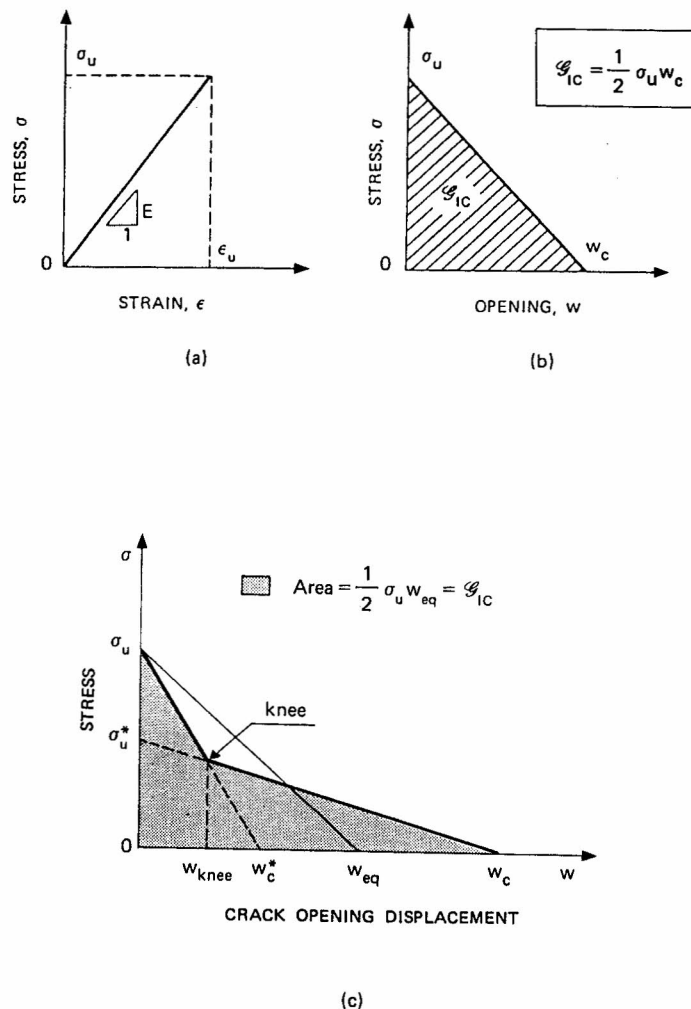 σu
STRESS, σ
E
1
0
εu
STRAIN, ε
(a)
σu
𝒢IC = 1/2 σu wc
STRESS, σ
𝒢IC
0
wc
OPENING, w
(b)
σ
Area = 1/2 σu weq = 𝒢IC
σu
knee
STRESS
σu*
0
wknee wc* weq wc w
CRACK OPENING DISPLACEMENT
(c)